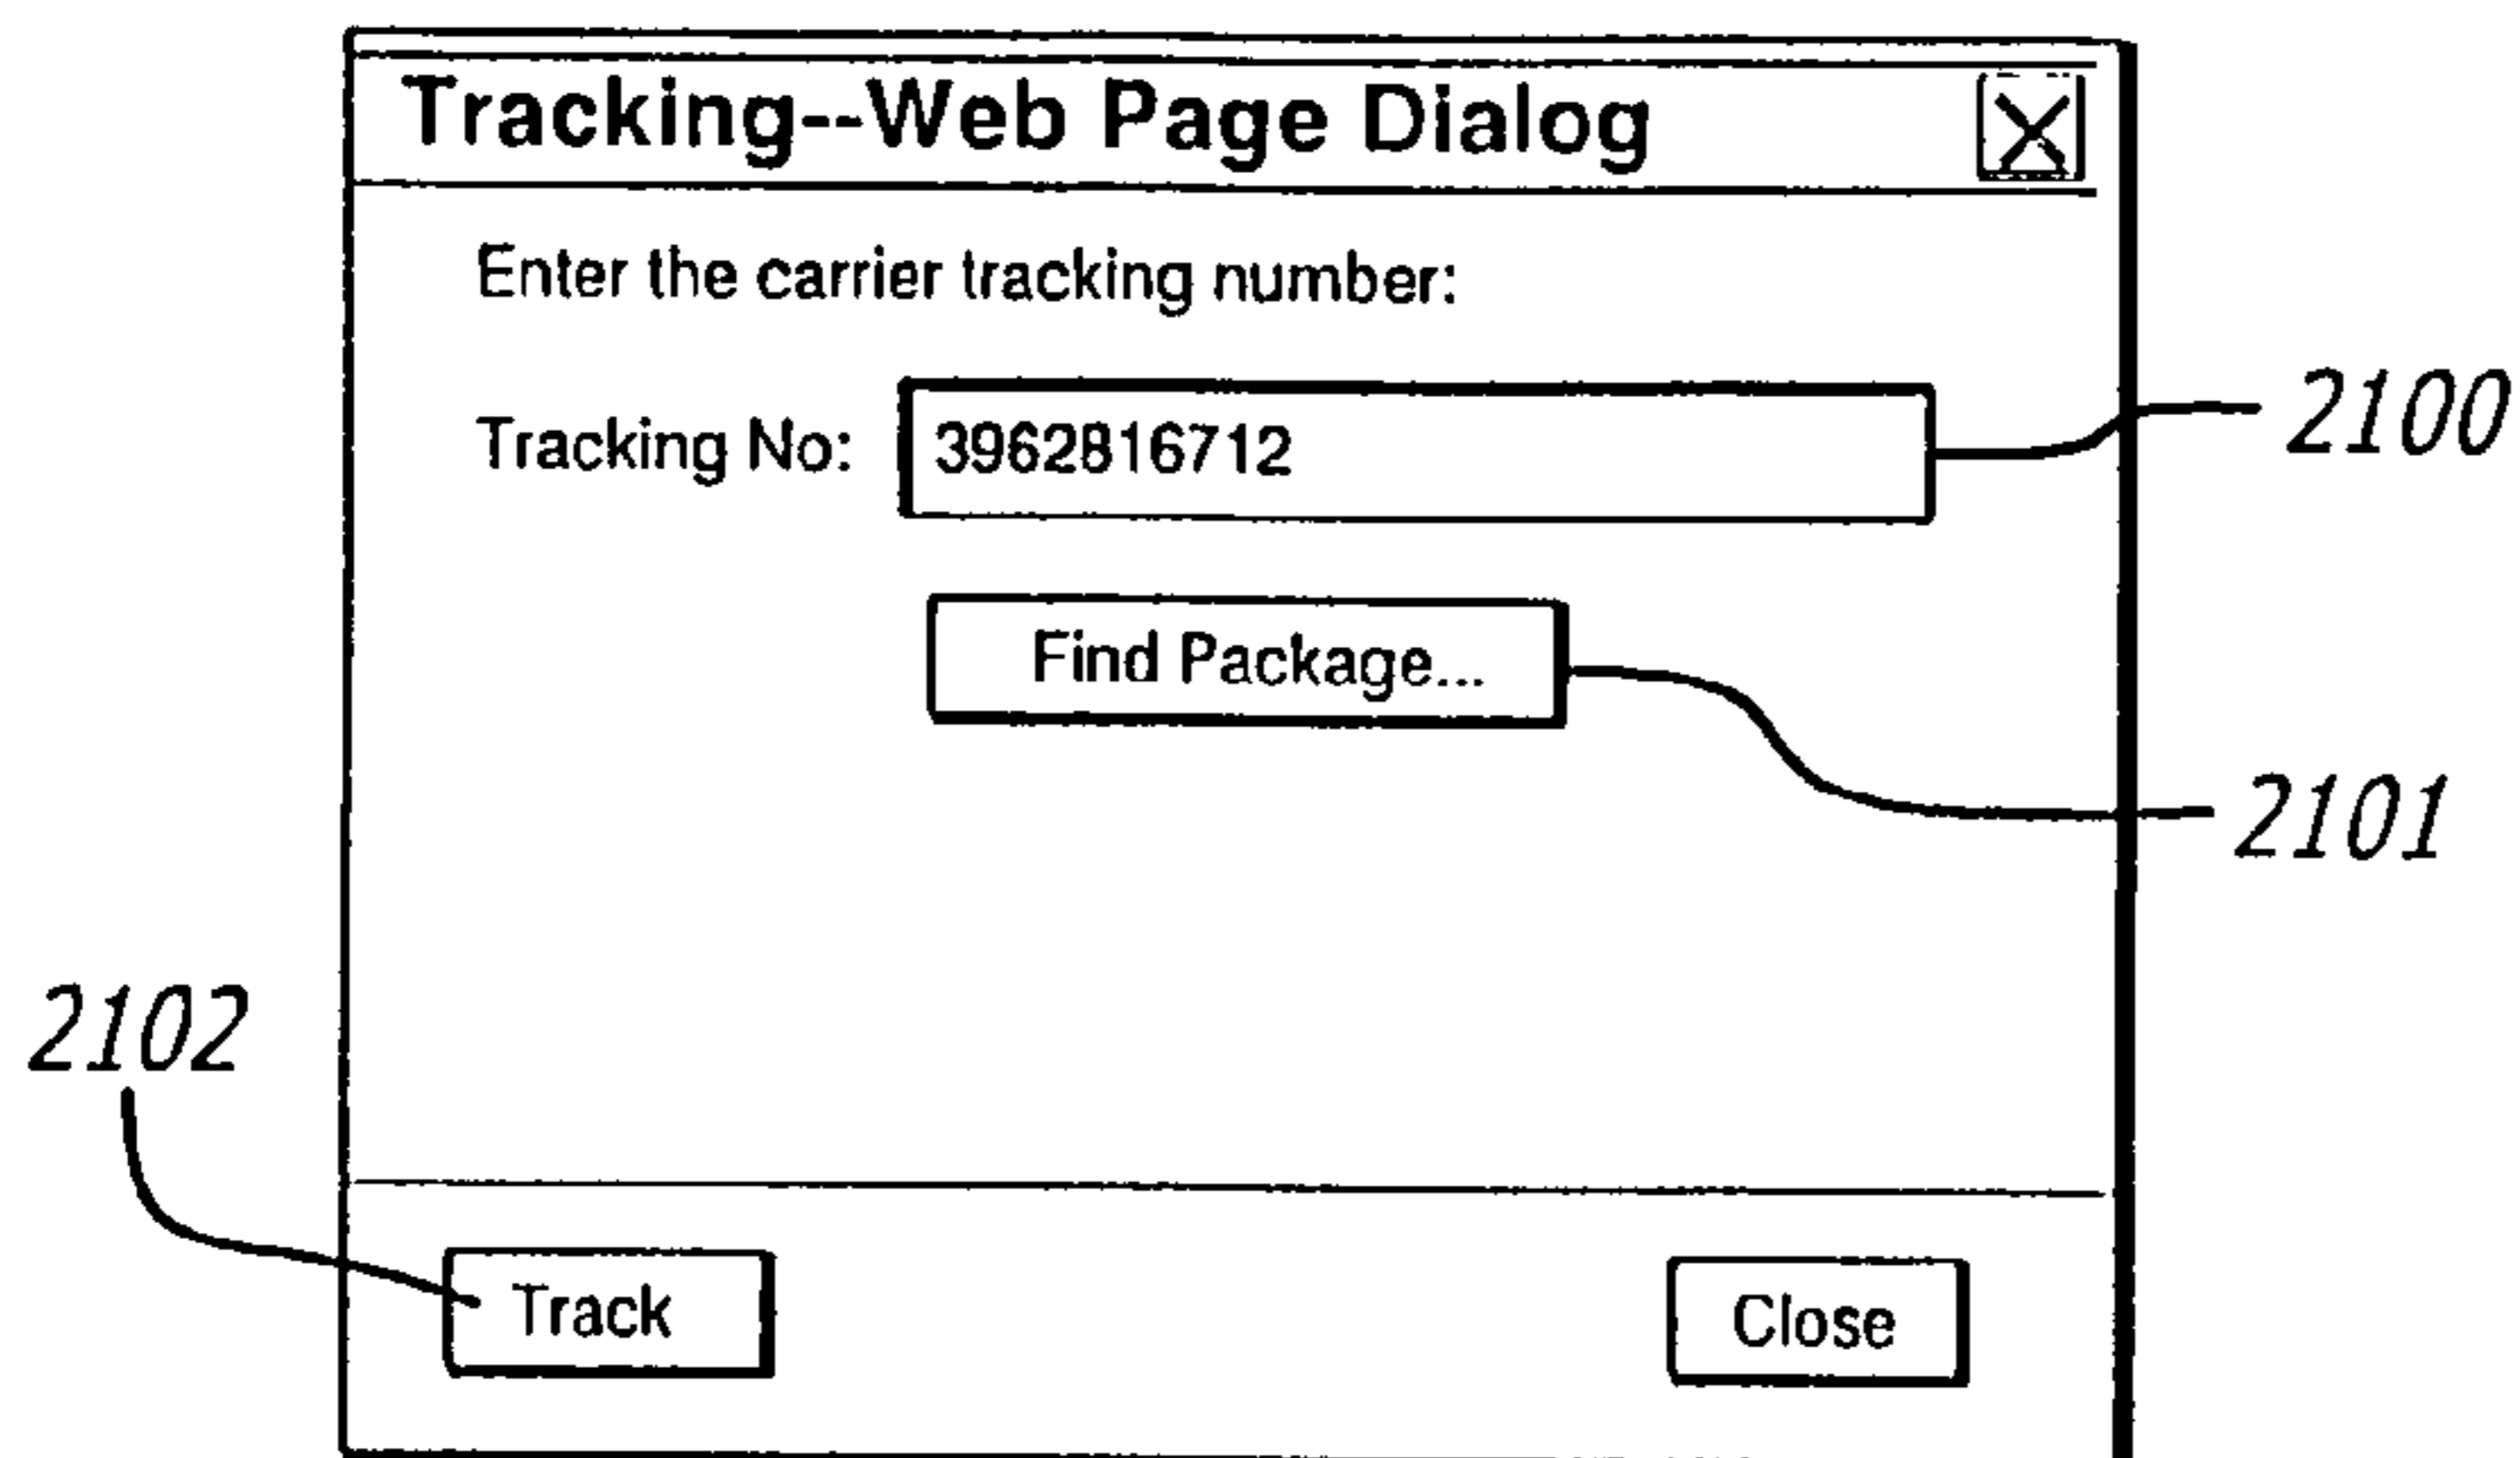 Tracking--Web Page Dialog
Enter the carrier tracking number:
Tracking No: 3962816712
2100
Find Package...
2101
2102
Track
Close